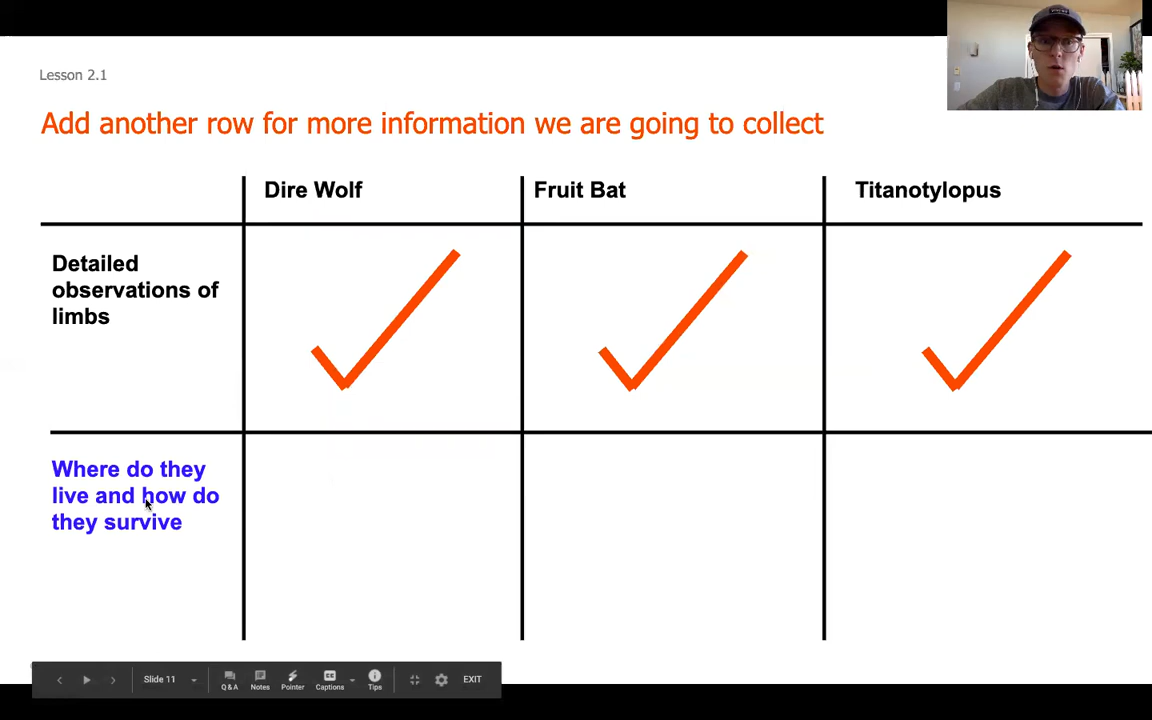 Lesson 2.1
Add another row for more information we are going to collect
Dire Wolf
Fruit Bat
Titanotylopus
Detailed
observations of
limbs
Where do they
live and how do
they survive
Slide 11
Q&A
Notes
Pointer
CC
Captions
Tips
EXIT